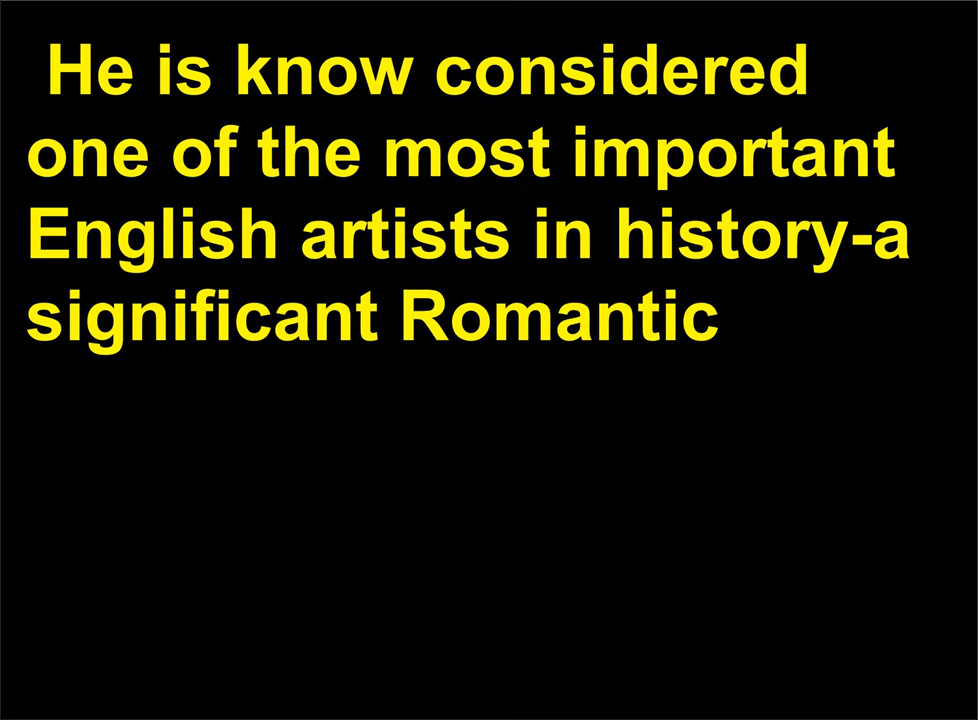 He is know considered
one of the most important
English artists in history-a
significant Romantic